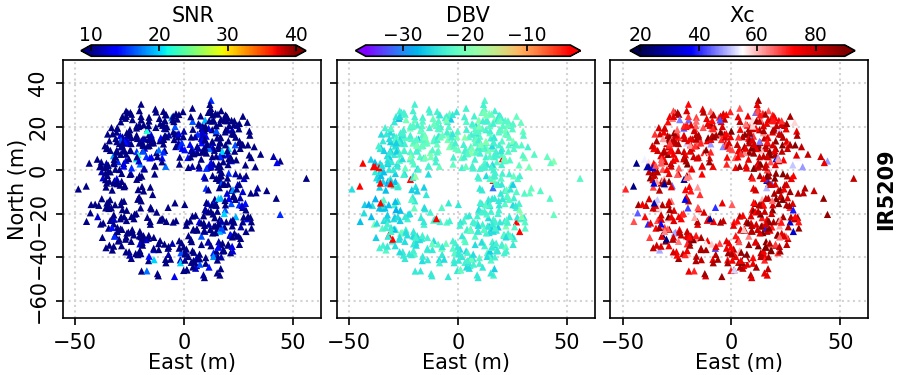 SNR DBV Xc
10 20 30 40 −30 −20 −10 20 40 60 80
40
20
0
−20
−40
−60
North (m)
−50 0 50 −50 0 50 −50 0 50
East (m) East (m) East (m)
IR5209